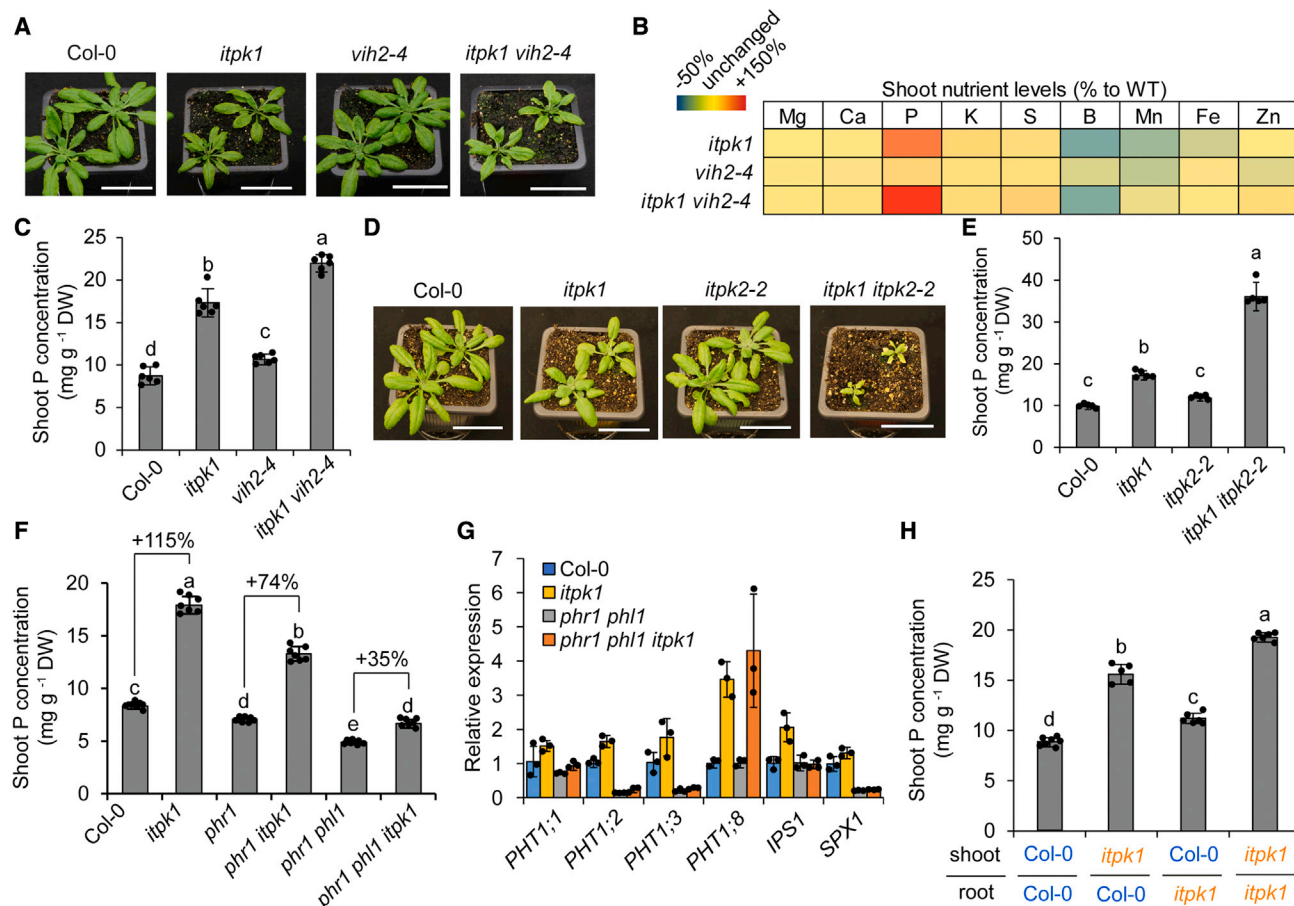 A
Col-0
itpk1
vih2-4
itpk1 vih2-4
B
-50%
unchanged
+150%
Shoot nutrient levels (% to WT)
Mg Ca P K S B Mn Fe Zn
itpk1
vih2-4
itpk1 vih2-4
C
Shoot P concentration
(mg g ⁻¹ DW)
25
20
15
10
5
0
d
b
c
a
Col-0
itpk1
vih2-4
itpk1 vih2-4
D
Col-0
itpk1
itpk2-2
itpk1 itpk2-2
E
Shoot P concentration
(mg g ⁻¹ DW)
50
40
30
20
10
0
c
b
c
a
Col-0
itpk1
itpk2-2
itpk1 itpk2-2
F
Shoot P concentration
(mg g ⁻¹ DW)
20
15
10
5
0
+115%
+74%
+35%
c
a
d
b
e
d
Col-0
itpk1
phr1
phr1 itpk1
phr1 phl1
phr1 phl1 itpk1
G
Relative expression
7
6
5
4
3
2
1
0
Col-0
itpk1
phr1 phl1
phr1 phl1 itpk1
PHT1;1
PHT1;2
PHT1;3
PHT1;8
IPS1
SPX1
H
Shoot P concentration
(mg g ⁻¹ DW)
25
20
15
10
5
0
d
b
c
a
shoot Col-0 itpk1 Col-0 itpk1
root Col-0 Col-0 itpk1 itpk1